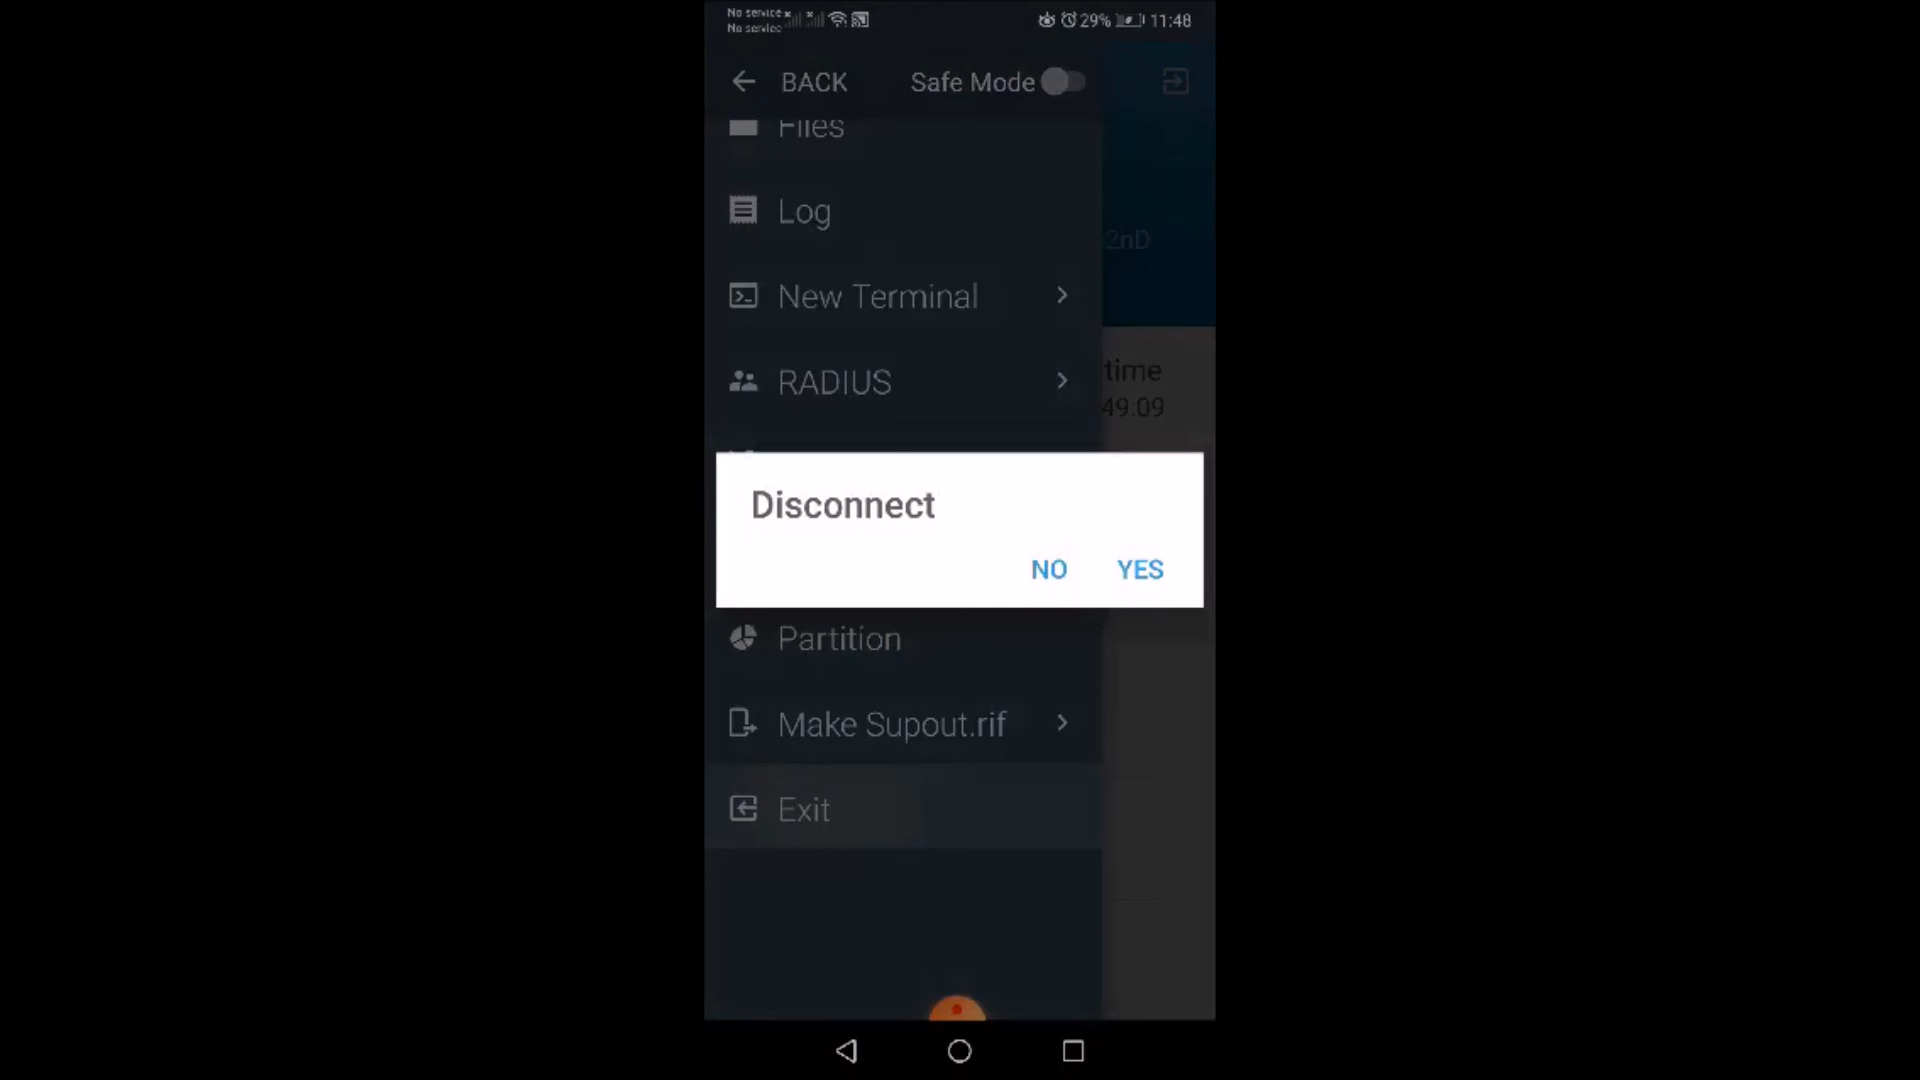 No service
No service
29% 11:48
BACK Safe Mode
Files
Log
2nD
New Terminal
time
RADIUS
49:09
Disconnect
NO YES
Partition
Make Supout.rif
Exit